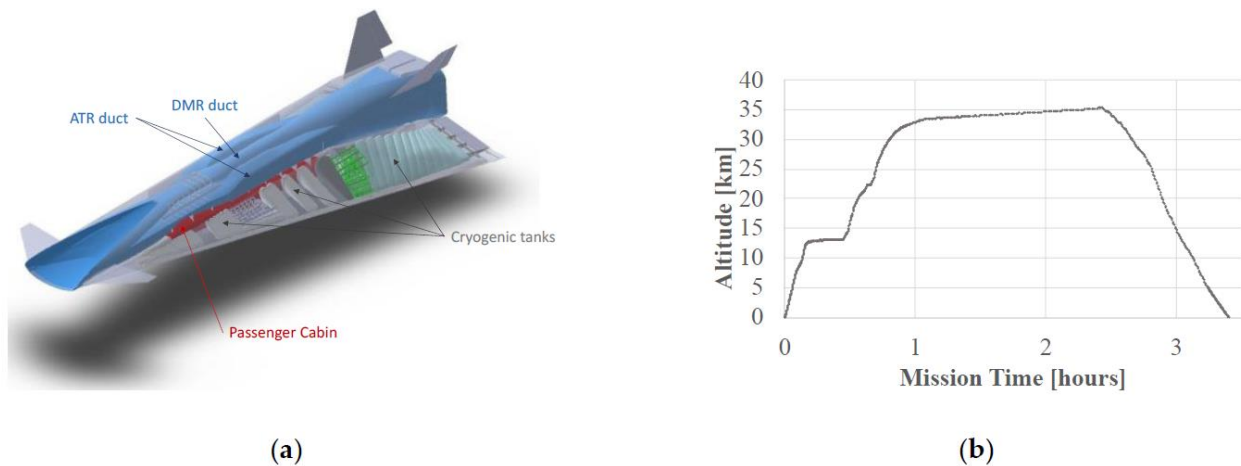 DMR duct
ATR duct
Cryogenic tanks
Passenger Cabin
(a)
Altitude [km]
40
35
30
25
20
15
10
5
0
0 1 2 3
Mission Time [hours]
(b)